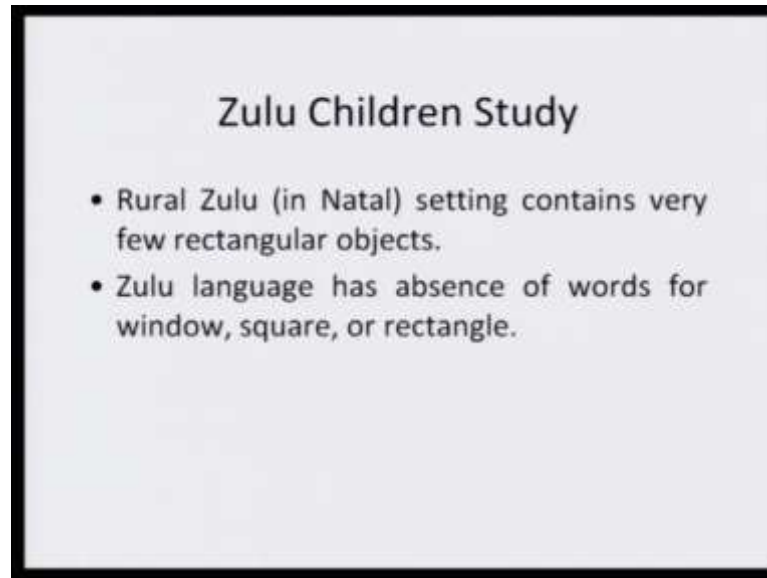 Zulu Children Study
• Rural Zulu (in Natal) setting contains very
few rectangular objects.
• Zulu language has absence of words for
window, square, or rectangle.